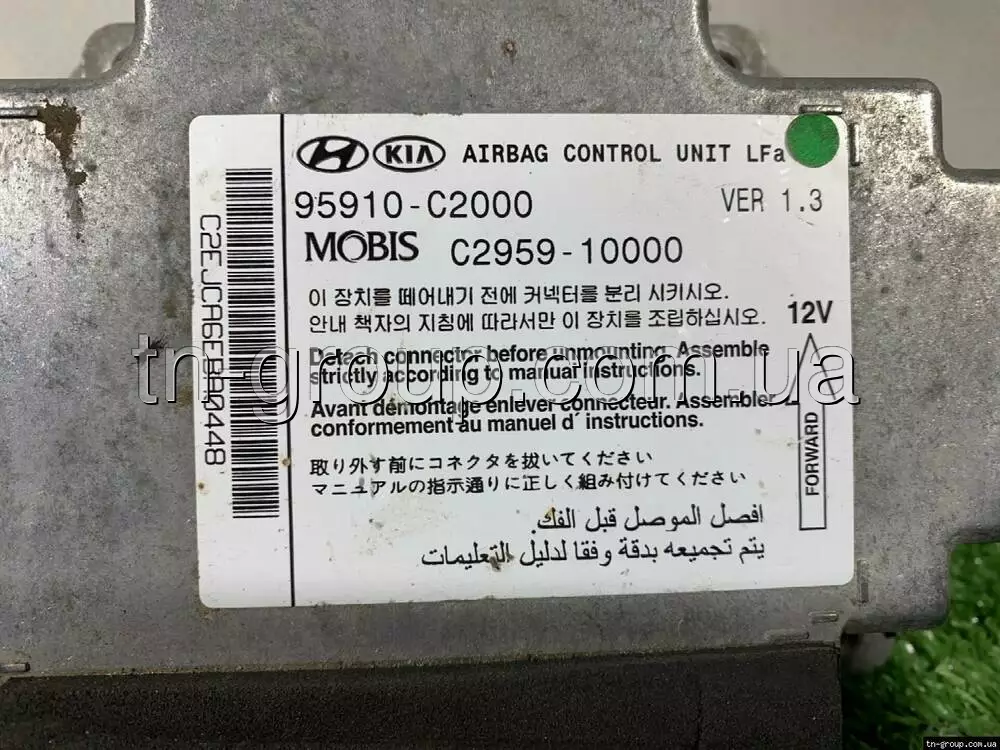 HYUNDAI KIA AIRBAG CONTROL UNIT LFa
95910-C2000 VER 1.3
MOBIS C2959-10000
이 장치를 떼어내기 전에 커넥터를 분리 시키시오.
안내 책자의 지침에 따라서만 이 장치를 조립하십시오.
12V
Detach connector before unmounting. Assemble
strictly according to manual instructions.
Avant démontage enlever connecteur. Assembler
conformement au manuel d' instructions.
FORWARD
取り外す前にコネクタを抜いてください
マニュアルの指示通りに正しく組み付けてください
افصل الموصل قبل الفك.
يتم تجميعه بدقة وفقا لدليل التعليمات
tn-group.com.ua
tn-group.com.ua